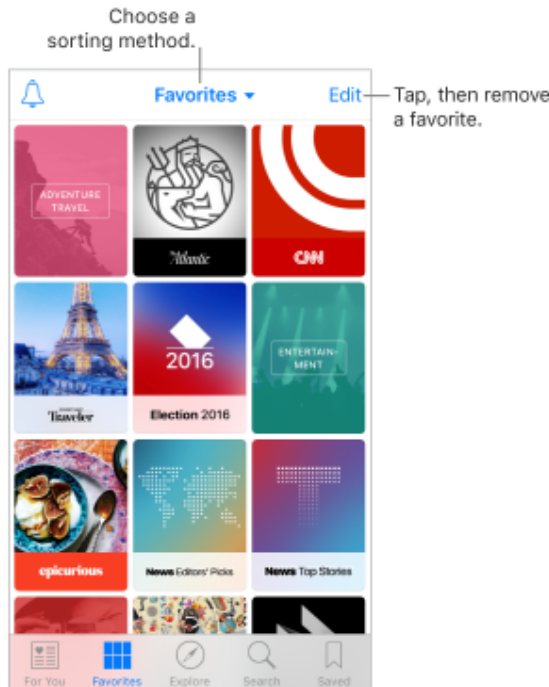 Choose a
sorting method.
Favorites
Edit
Tap, then remove
a favorite.
ADVENTURE
TRAVEL
Atlantic
CNN
Traveler
2016
Election 2016
ENTERTAIN-
MENT
epicurious
News Editors' Picks
News Top Stories
For You
Favorites
Explore
Search
Saved